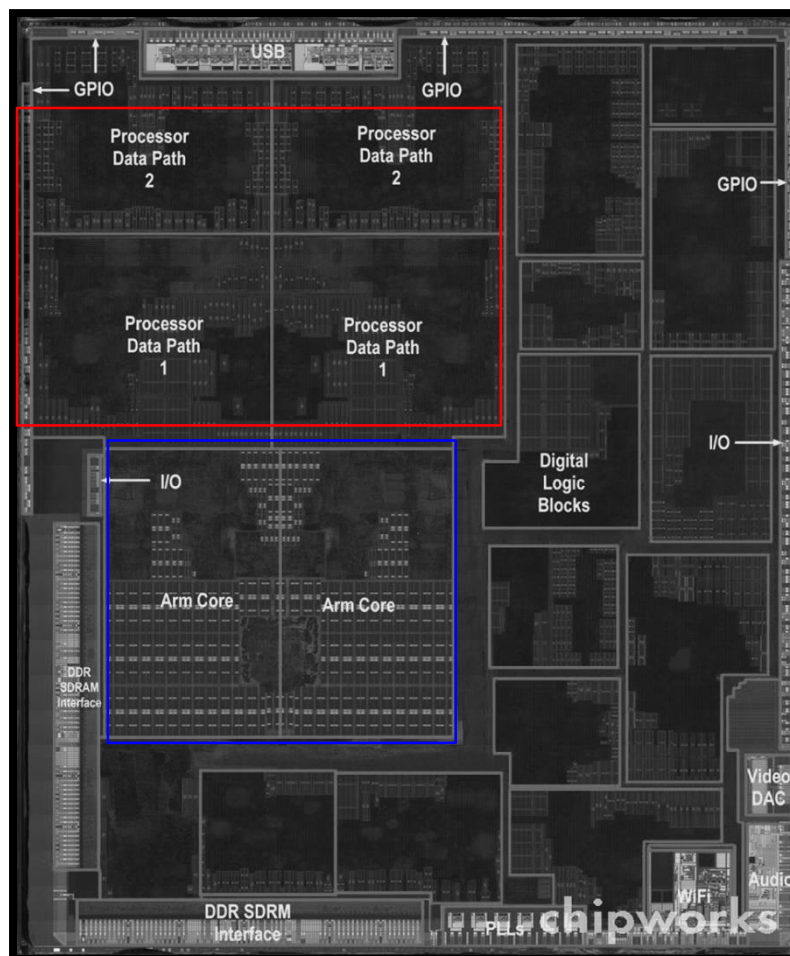 USB
GPIO
GPIO
Processor
Data Path
2
Processor
Data Path
2
GPIO
Processor
Data Path
1
Processor
Data Path
1
I/O
I/O
Digital
Logic
Blocks
Arm Core
Arm Core
DDR
SDRAM
Interface
Video
DAC
Audio
WiFi
DDR SDRM
Interface
PLLs
chipworks